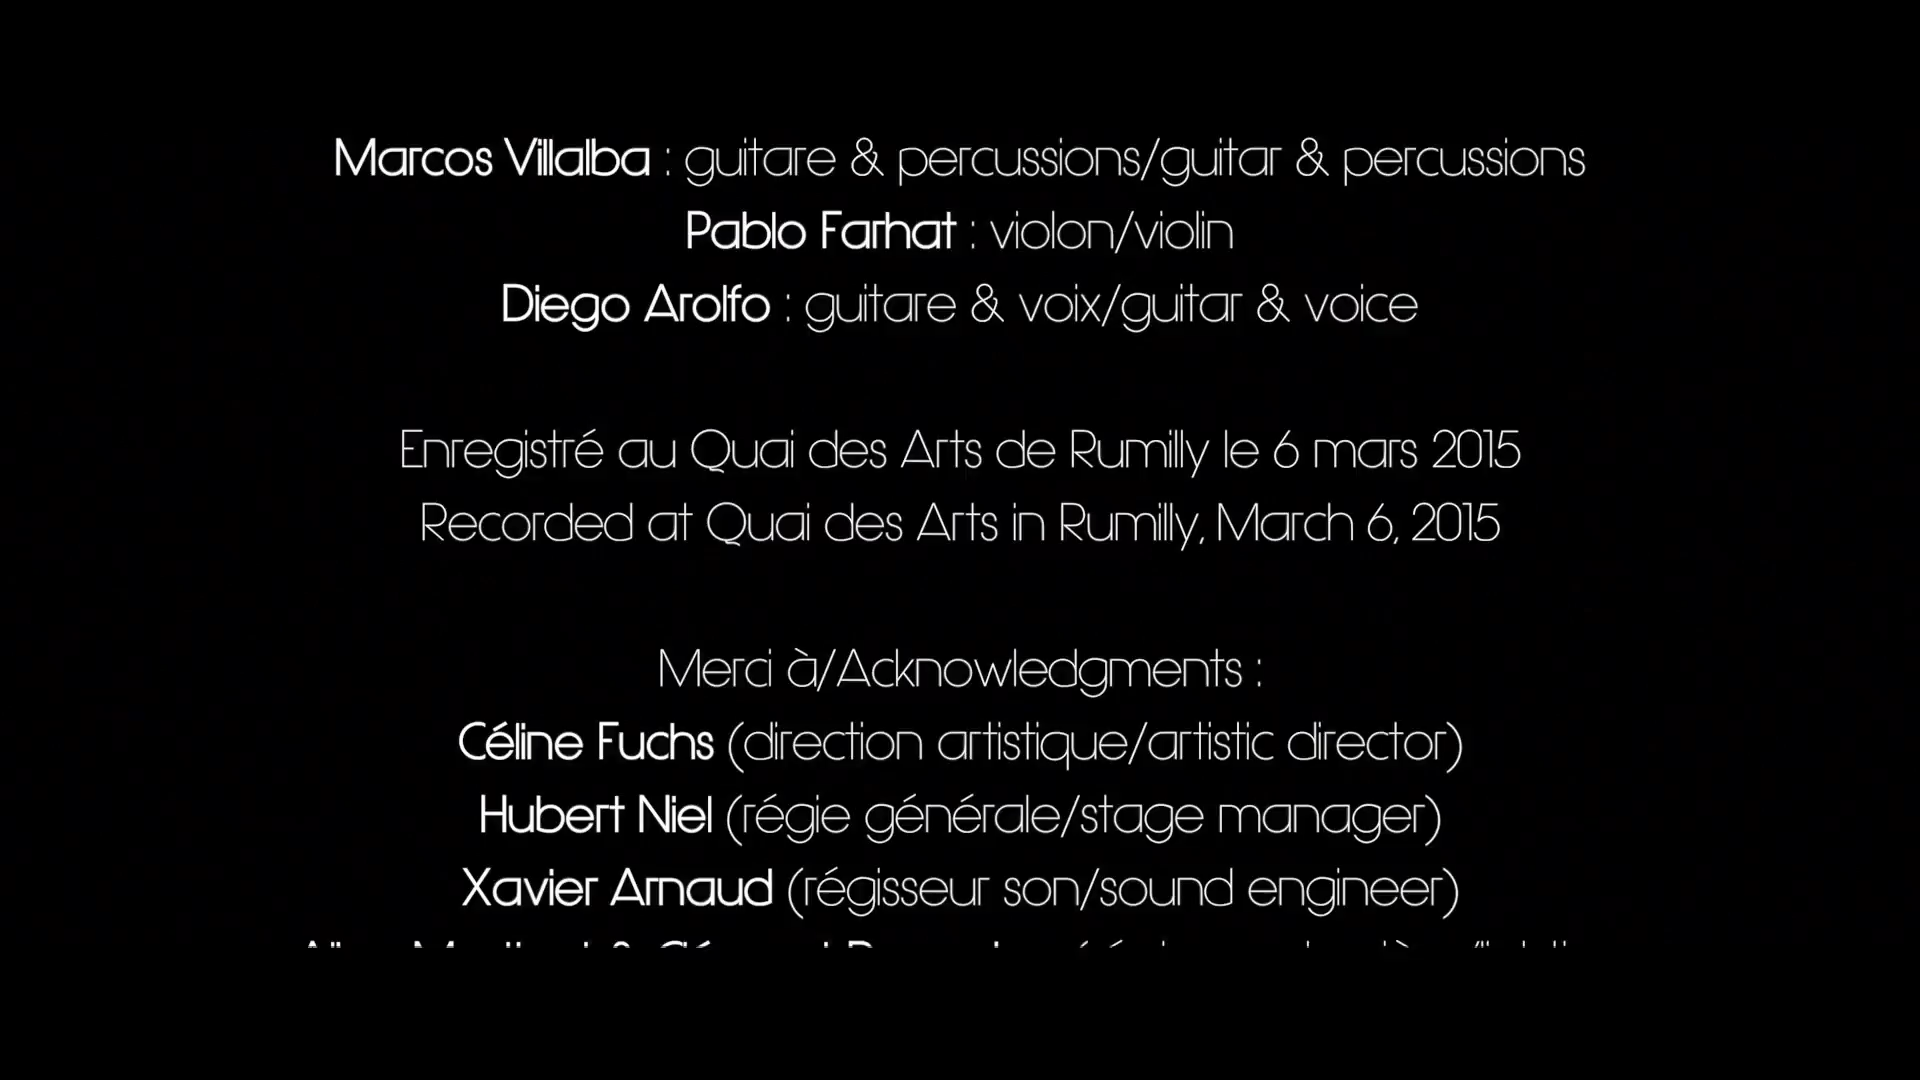 Marcos Villalba : guitare & percussions/guitar & percussions
Pablo Farhat : violon/violin
Diego Arolfo : guitare & voix/guitar & voice
Enregistré au Quai des Arts de Rumilly le 6 mars 2015
Recorded at Quai des Arts in Rumilly, March 6, 2015
Merci à/Acknowledgments :
Céline Fuchs (direction artistique/artistic director)
Hubert Niel (régie générale/stage manager)
Xavier Arnaud (régisseur son/sound engineer)